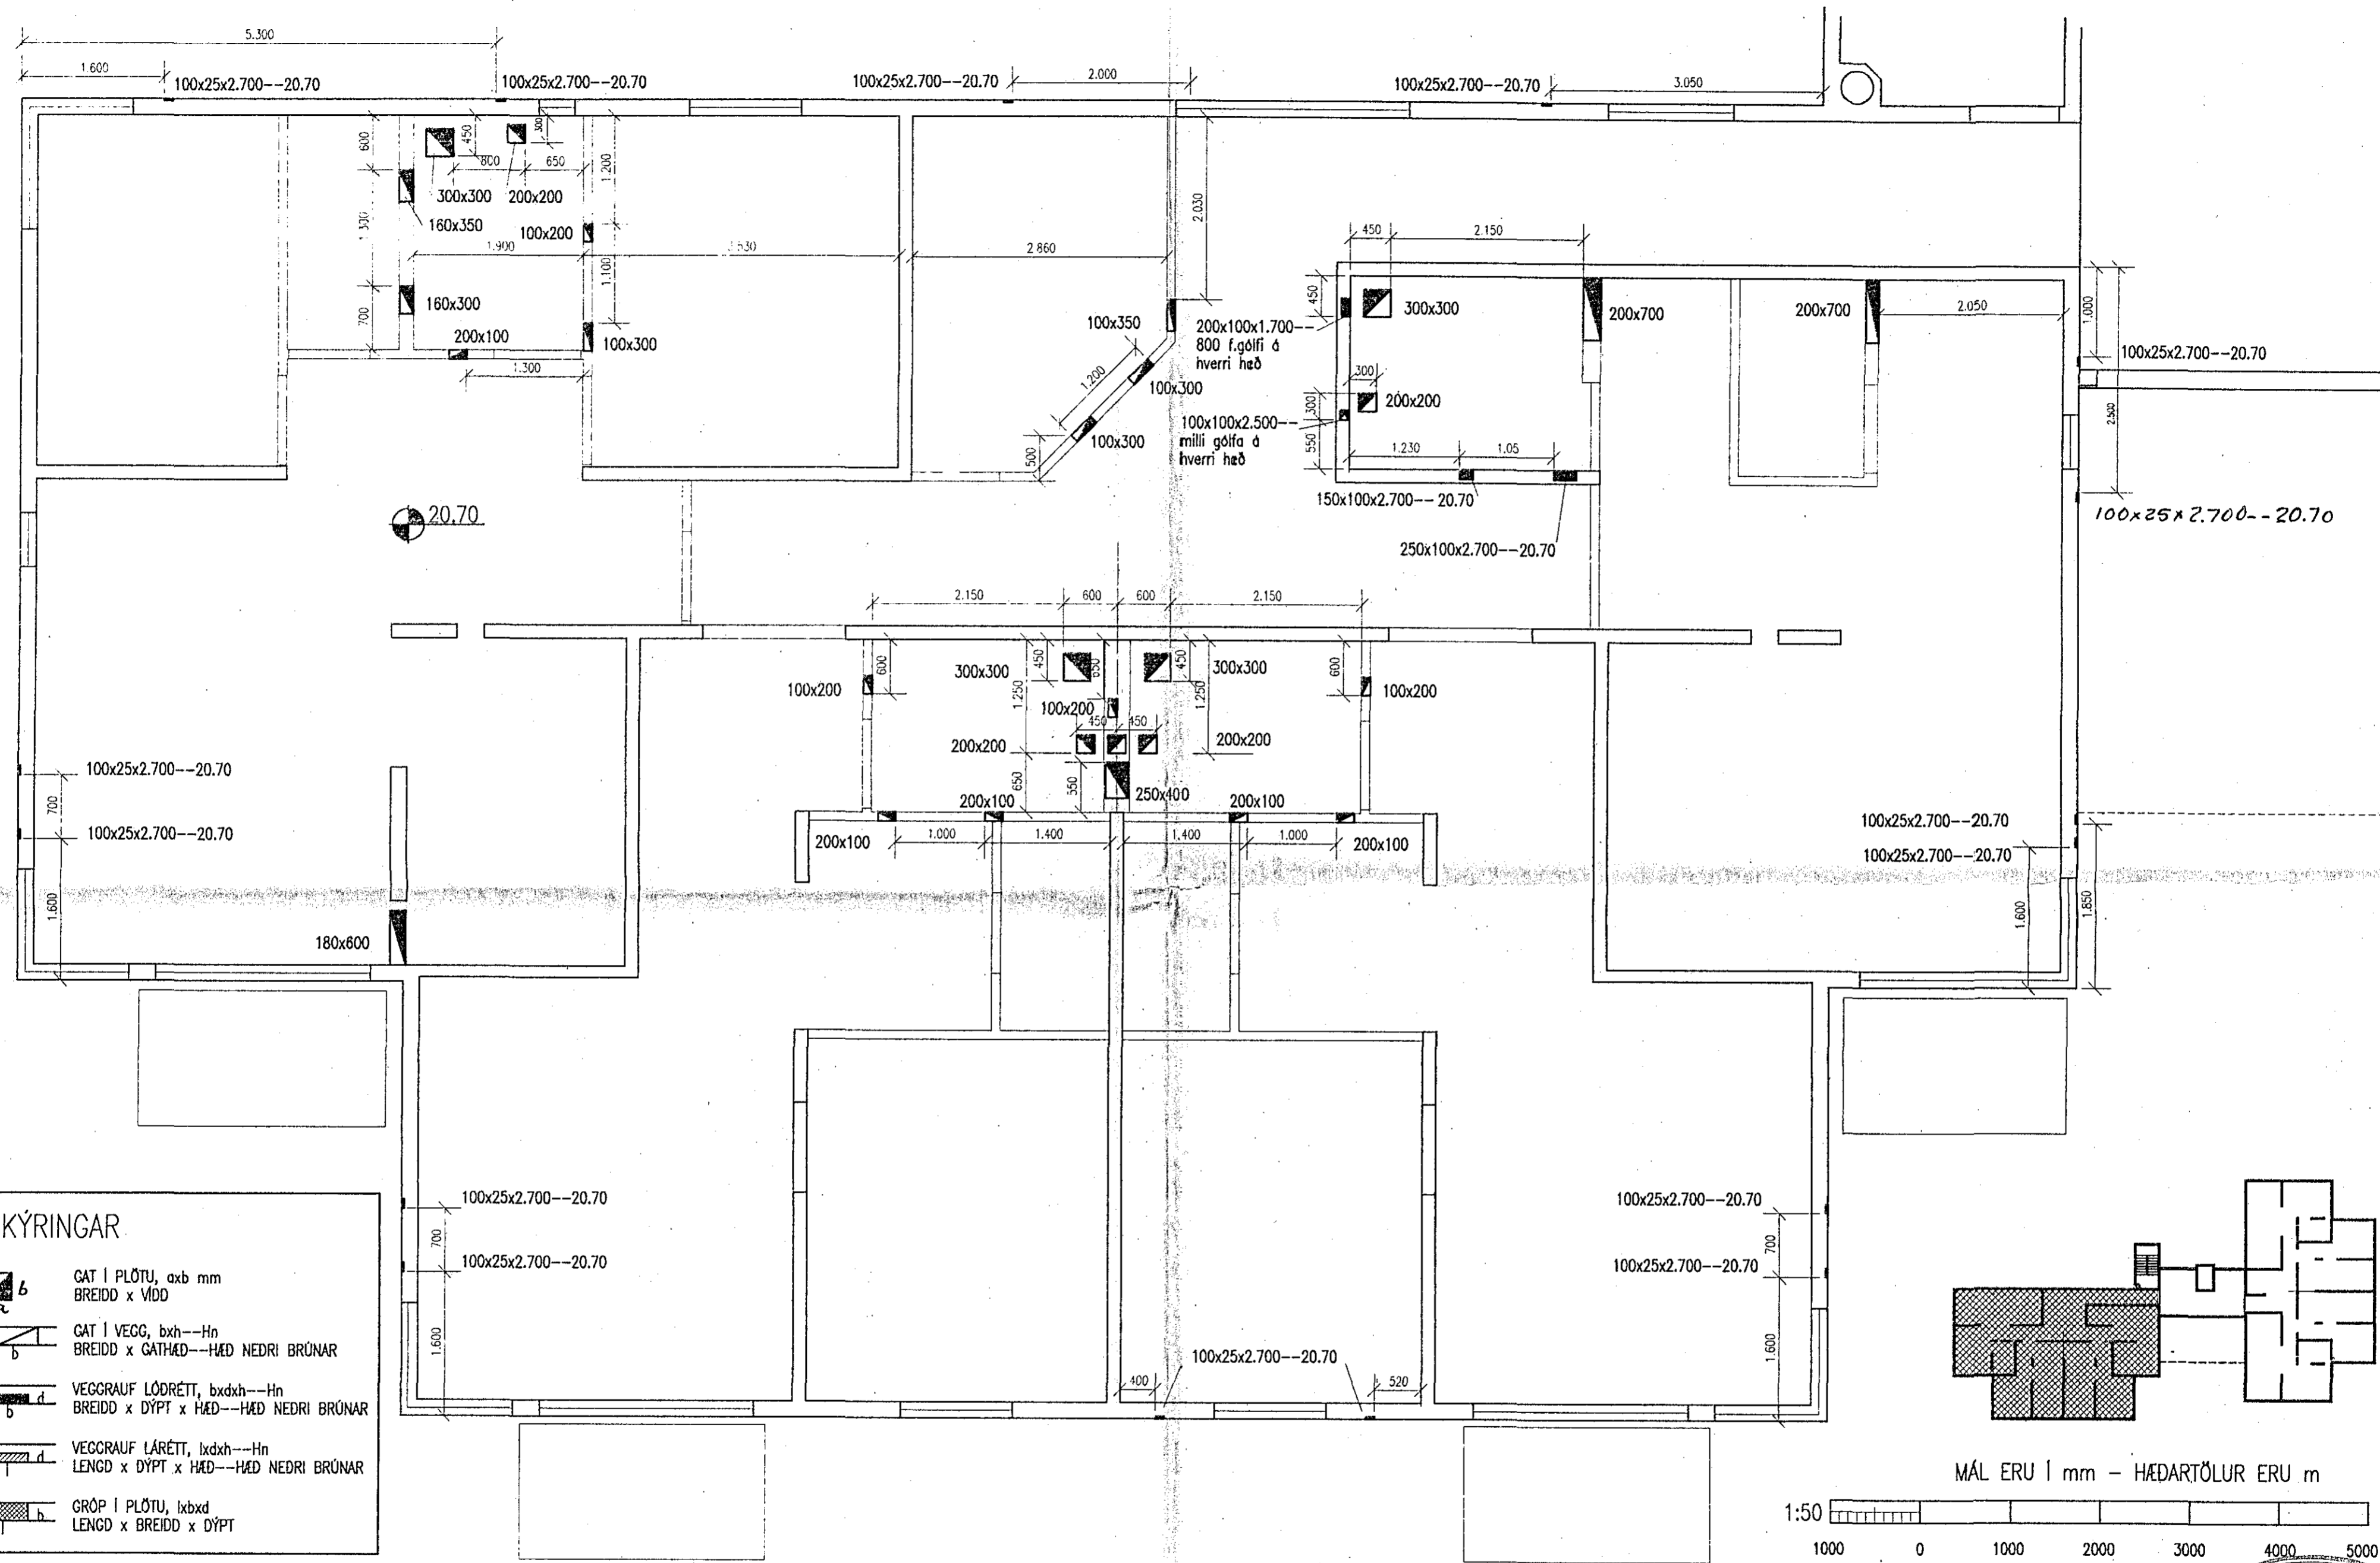 5.300
1.600
100x25x2.700--20.70
100x25x2.700--20.70
100x25x2.700--20.70
2.000
100x25x2.700--20.70
3.050
600
450
300
800
650
1.200
300x300
200x200
160x350
100x200
1.900
2.860
2.030
1.100
160x300
700
200x100
100x300
1.300
100x350
1.200
100x300
100x300
500
450
2.150
450
300x300
200x700
200x700
2.050
1.000
200x100x1.700--
800 f.gólfi á
hverri hæð
100x25x2.700--20.70
300
300
200x200
2.500
100x100x2.500--
milli gólfa á
hverri hæð
550
1.230
1.05
150x100x2.700--20.70
250x100x2.700--20.70
100x25x2.700--20.70
20.70
2.150
600
600
2.150
600
450
650
450
600
300x300
300x300
100x200
1.250
1.250
100x200
100x200
450
450
200x200
200x200
650
550
250x400
200x100
200x100
200x100
1.000
1.400
1.400
1.000
200x100
100x25x2.700--20.70
700
100x25x2.700--20.70
1.600
180x600
100x25x2.700--20.70
100x25x2.700--20.70
1.600
1.850
100x25x2.700--20.70
700
100x25x2.700--20.70
1.600
100x25x2.700--20.70
700
100x25x2.700--20.70
1.600
100x25x2.700--20.70
400
520
KÝRINGAR
b
GAT Í PLÖTU, axb mm
BREIDD x VÍDD
b
GAT Í VEGG, bxh--Hn
BREIDD x GATHÆÐ--HÆÐ NEÐRI BRÚNAR
d
b
VEGGRAUF LÓÐRÉTT, bxdxh--Hn
BREIDD x DÝPT x HÆÐ--HÆÐ NEÐRI BRÚNAR
d
l
VEGGRAUF LÁRÉTT, lxdxh--Hn
LENGD x DÝPT x HÆÐ--HÆÐ NEÐRI BRÚNAR
b
l
GRÓP Í PLÖTU, lxbxd
LENGD x BREIDD x DÝPT
MÁL ERU Í mm - HÆÐARTÖLUR ERU m
1:50
1000 0 1000 2000 3000 4000 5000